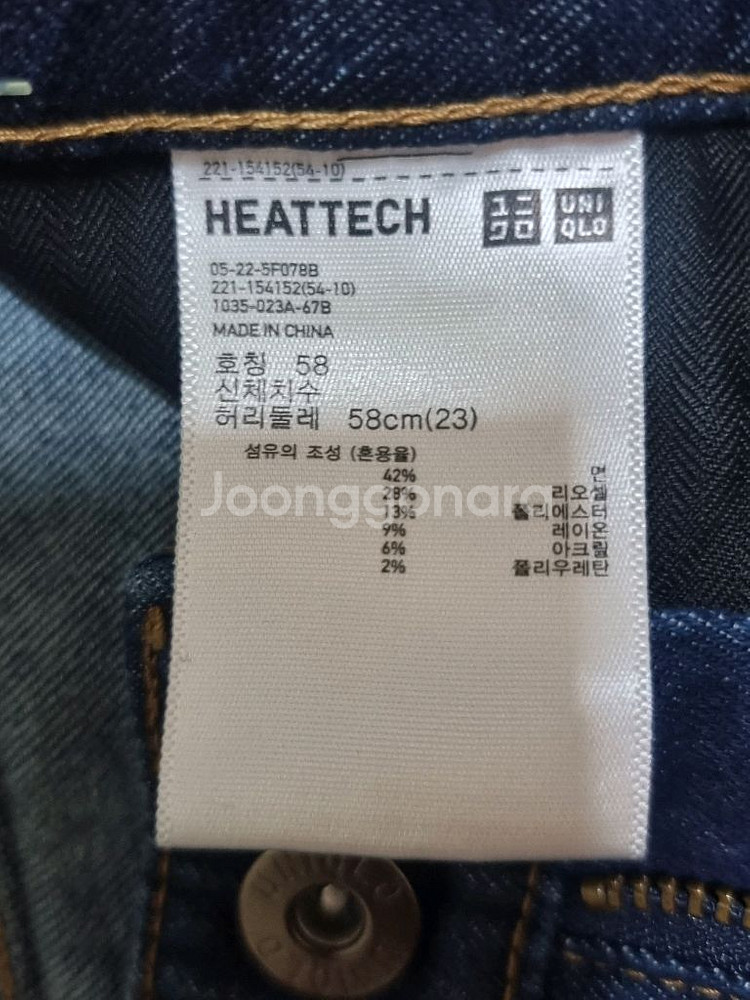 221-154152(54-10)
HEATTECH
ユニ
クロ
UNI
QLO
05-22-5F078B
221-154152(54-10)
1035-023A-67B
MADE IN CHINA
호칭 58
신체치수
허리둘레 58cm(23)
섬유의 조성 (혼용율)
42% 면
28% 리오셀
13% 폴리에스터
9% 레이온
6% 아크릴
2% 폴리우레탄
Joonggonara
UNIQLO